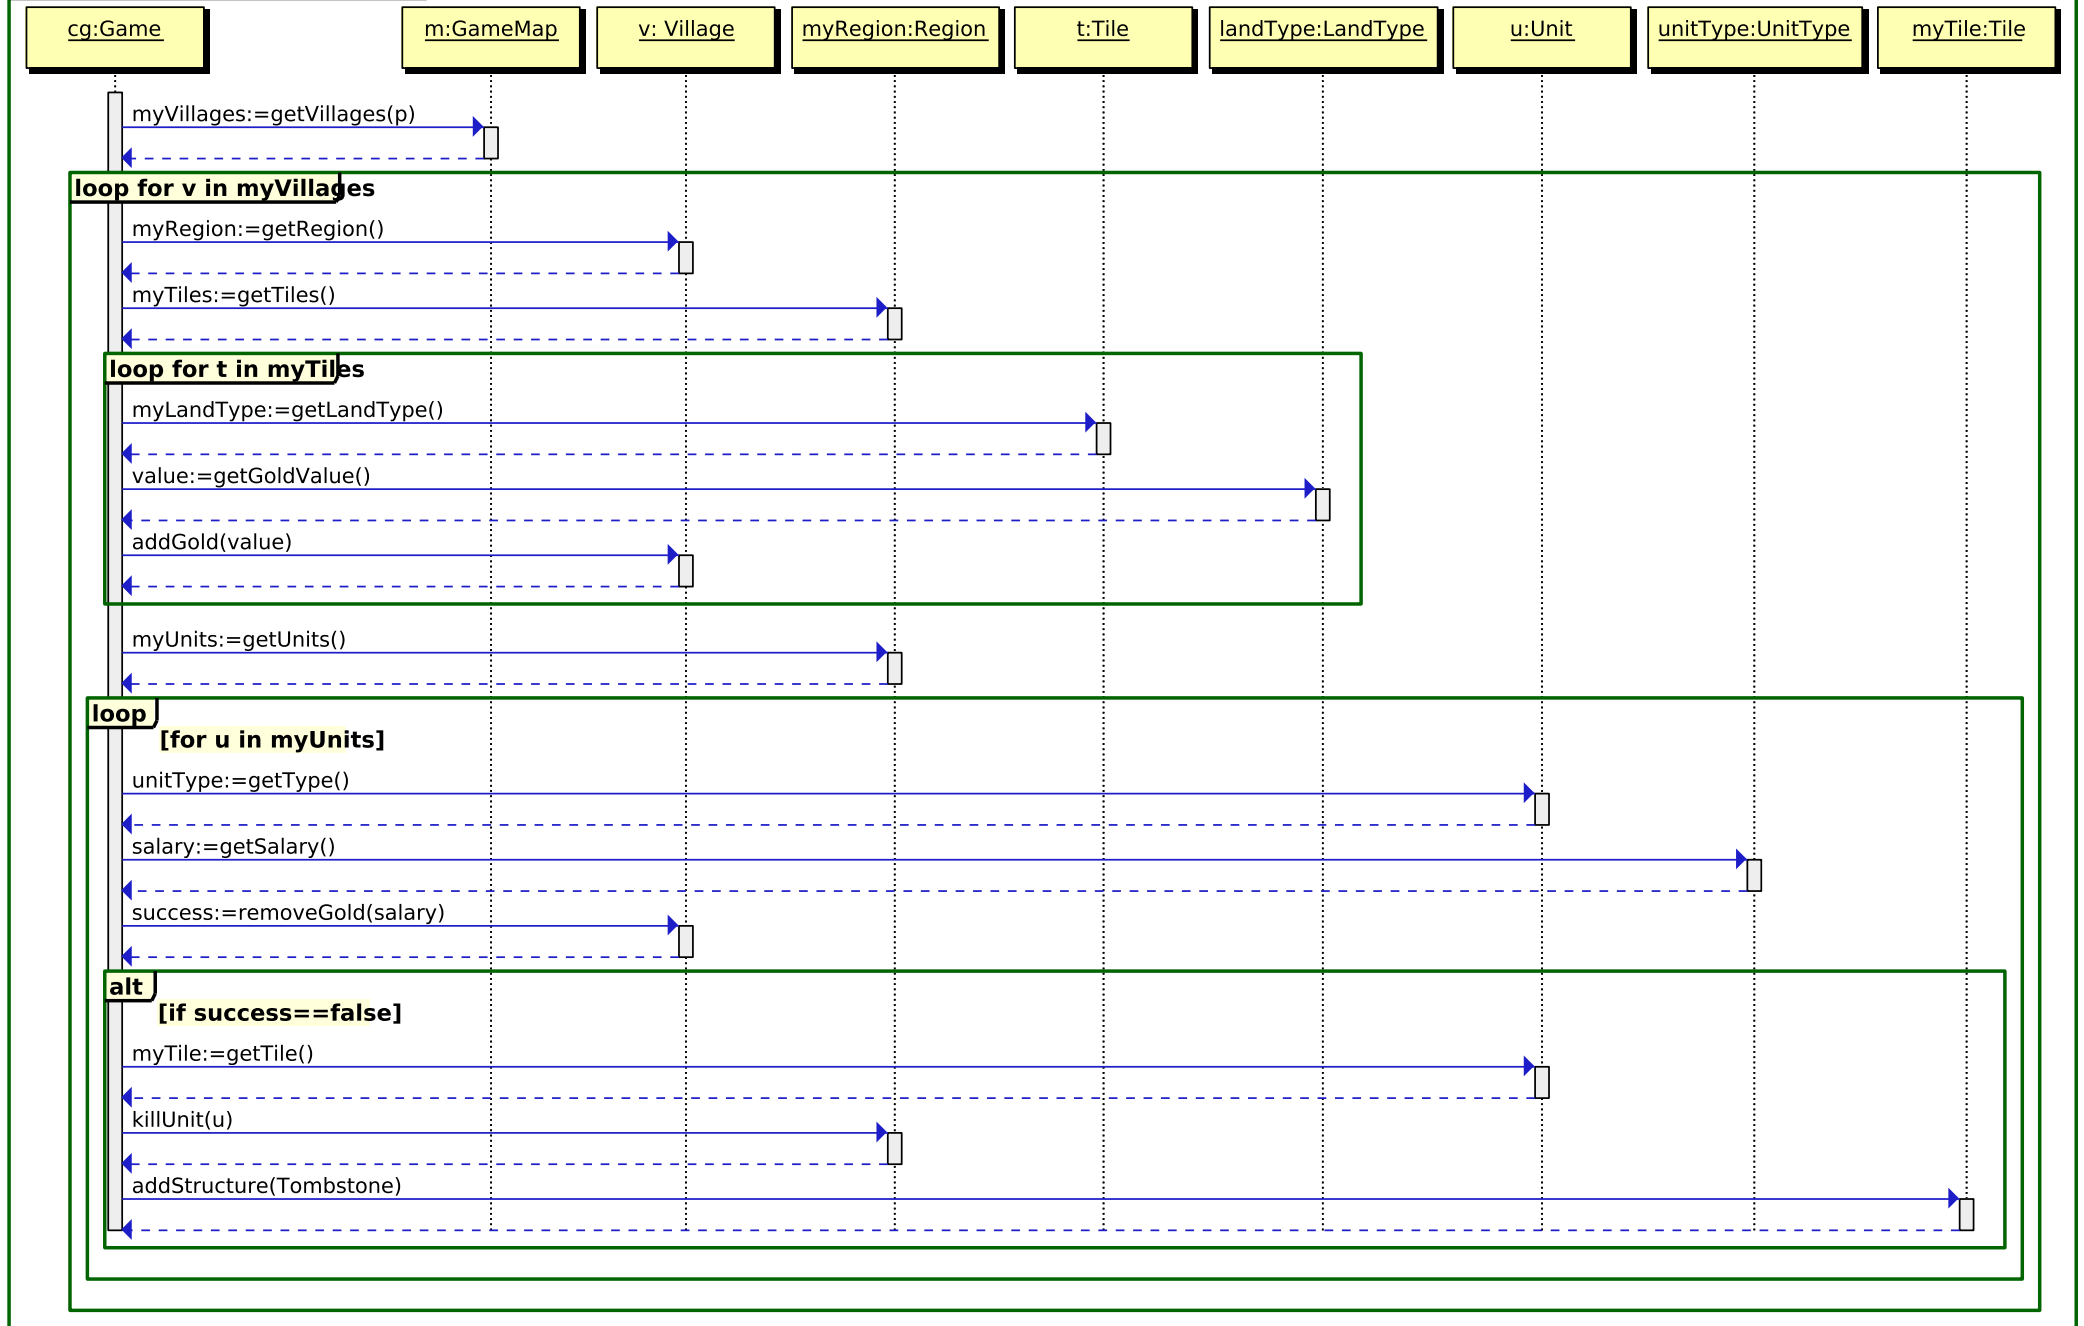 cg:Game
m:GameMap
v: Village
myRegion:Region
t:Tile
landType:LandType
u:Unit
unitType:UnitType
myTile:Tile
myVillages:=getVillages(p)
loop for v in myVillages
myRegion:=getRegion()
myTiles:=getTiles()
loop for t in myTiles
myLandType:=getLandType()
value:=getGoldValue()
addGold(value)
myUnits:=getUnits()
loop
[for u in myUnits]
unitType:=getType()
salary:=getSalary()
success:=removeGold(salary)
alt
[if success==false]
myTile:=getTile()
killUnit(u)
addStructure(Tombstone)